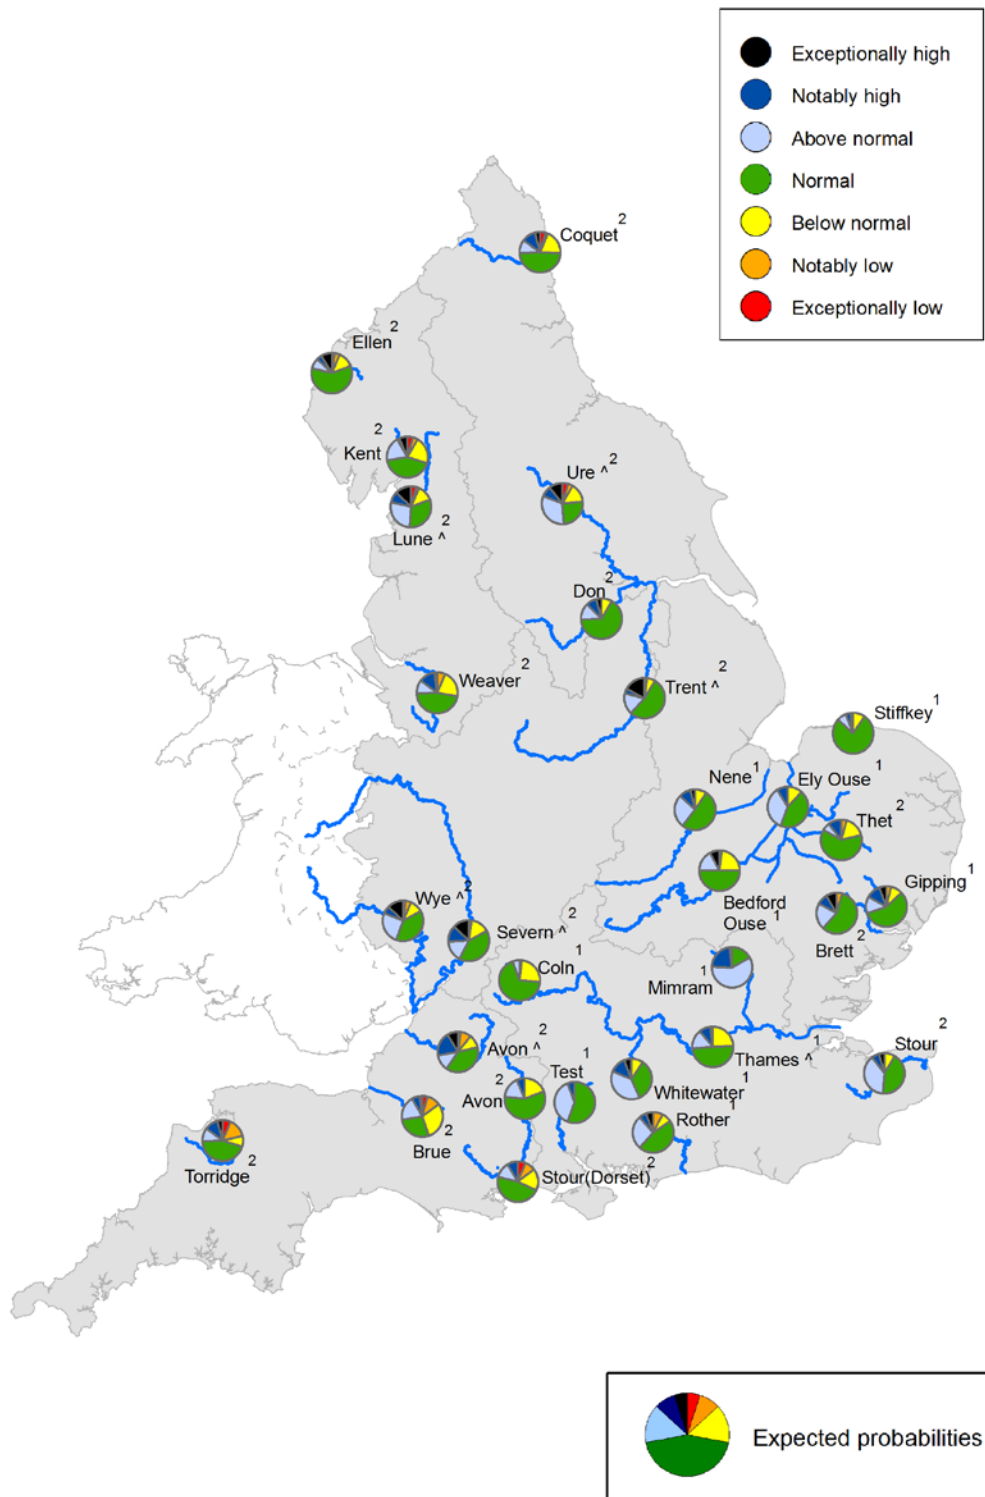 Exceptionally high
Notably high
Above normal
Normal
Below normal
Notably low
Exceptionally low
Coquet 2
Ellen 2
Kent 2
Ure ^ 2
Lune ^ 2
Don 2
Weaver 2
Trent ^ 2
Stiffkey 1
Nene 1
Ely Ouse 1
Thet 2
Gipping 1
Bedford
Ouse 1
Brett 2
Wye ^ 2
Severn ^ 2
Coln 1
Mimram 1
Avon ^ 2
Thames ^ 1
Stour 2
Test 1
Avon 2
Whitewater 1
Rother 1
Brue 2
Torridge 2
Stour(Dorset) 2
Expected probabilities